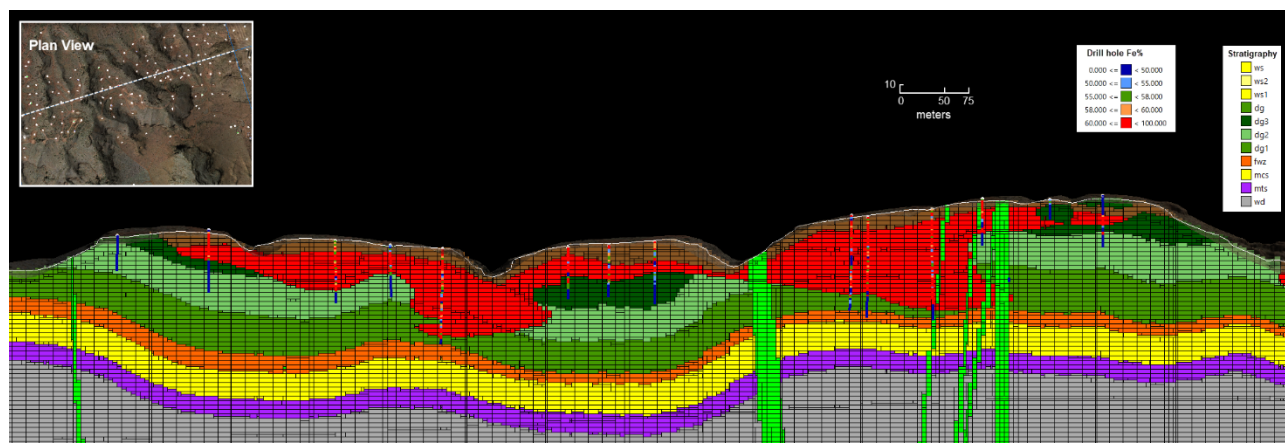 Plan View
10
0 50 75
meters
Drill hole Fe%
0.000 <= < 50.000
50.000 <= < 55.000
55.000 <= < 58.000
58.000 <= < 60.000
60.000 <= < 100.000
Stratigraphy
ws
ws2
ws1
dg
dg3
dg2
dg1
fwz
mcs
mts
wd